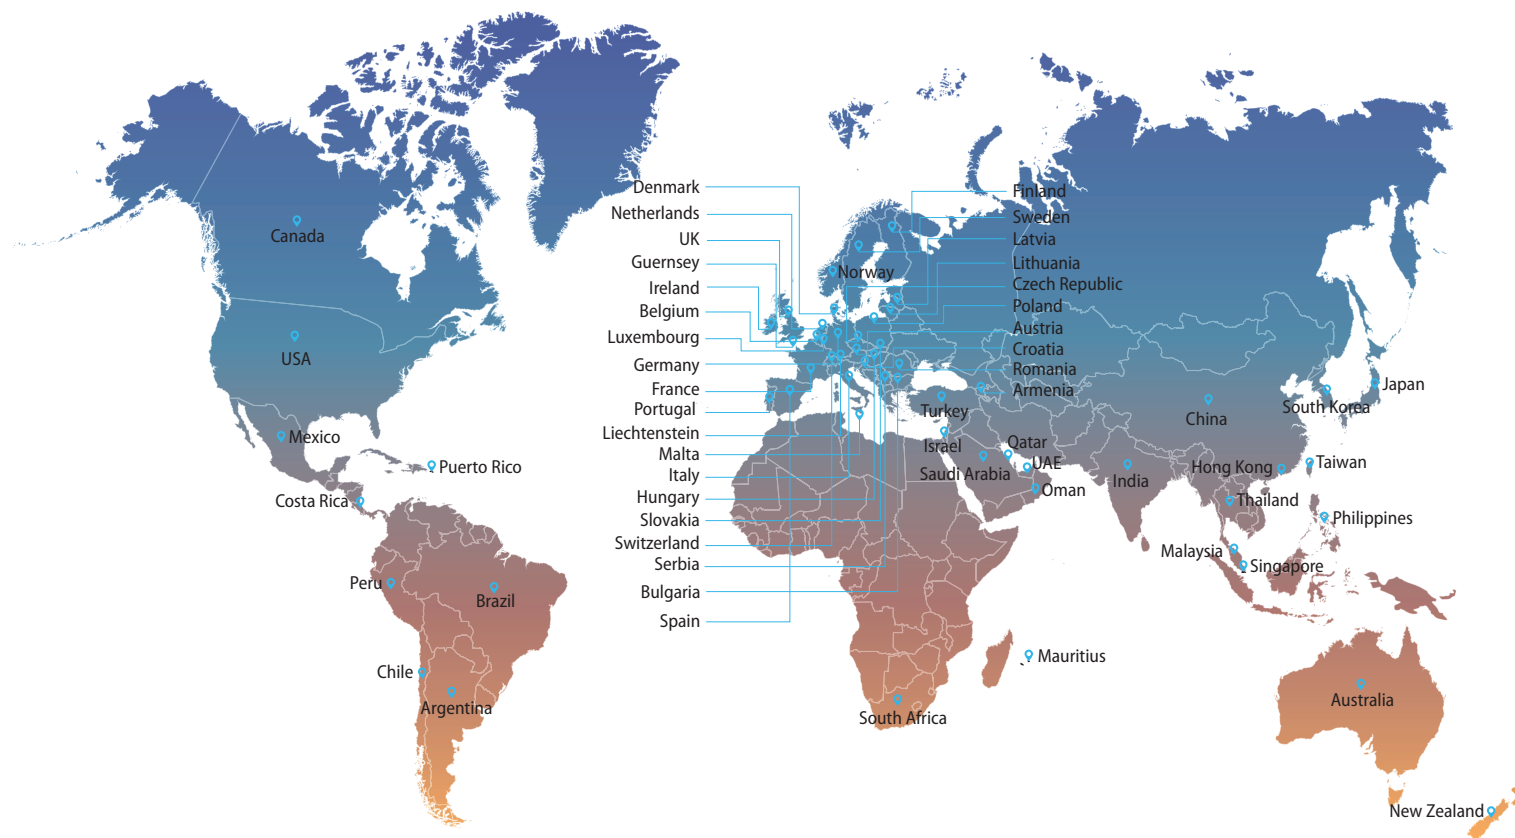 Canada
USA
Mexico
Puerto Rico
Costa Rica
Peru
Brazil
Chile
Argentina
Denmark
Netherlands
UK
Guernsey
Ireland
Belgium
Luxembourg
Germany
France
Portugal
Liechtenstein
Malta
Italy
Hungary
Slovakia
Switzerland
Serbia
Bulgaria
Spain
Norway
Finland
Sweden
Latvia
Lithuania
Czech Republic
Poland
Austria
Croatia
Romania
Armenia
Turkey
Israel
Qatar
Saudi Arabia
UAE
Oman
Mauritius
South Africa
India
China
South Korea
Japan
Hong Kong
Taiwan
Thailand
Philippines
Malaysia
Singapore
Australia
New Zealand